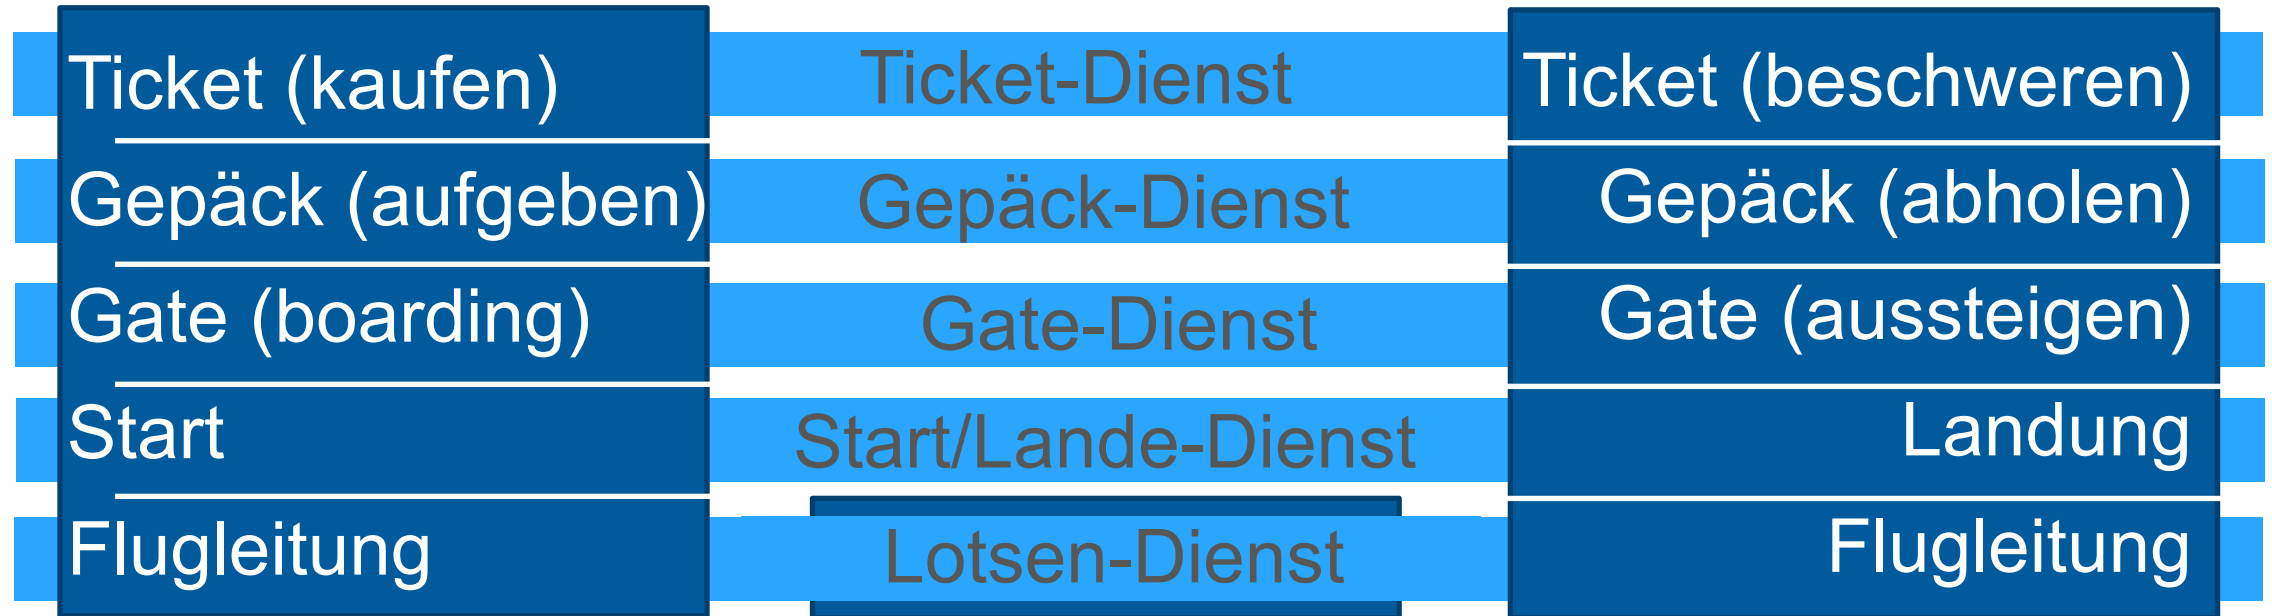 Ticket (kaufen) Ticket-Dienst Ticket (beschweren)
Gepäck (aufgeben) Gepäck-Dienst Gepäck (abholen)
Gate (boarding) Gate-Dienst Gate (aussteigen)
Start Start/Lande-Dienst Landung
Flugleitung Lotsen-Dienst Flugleitung